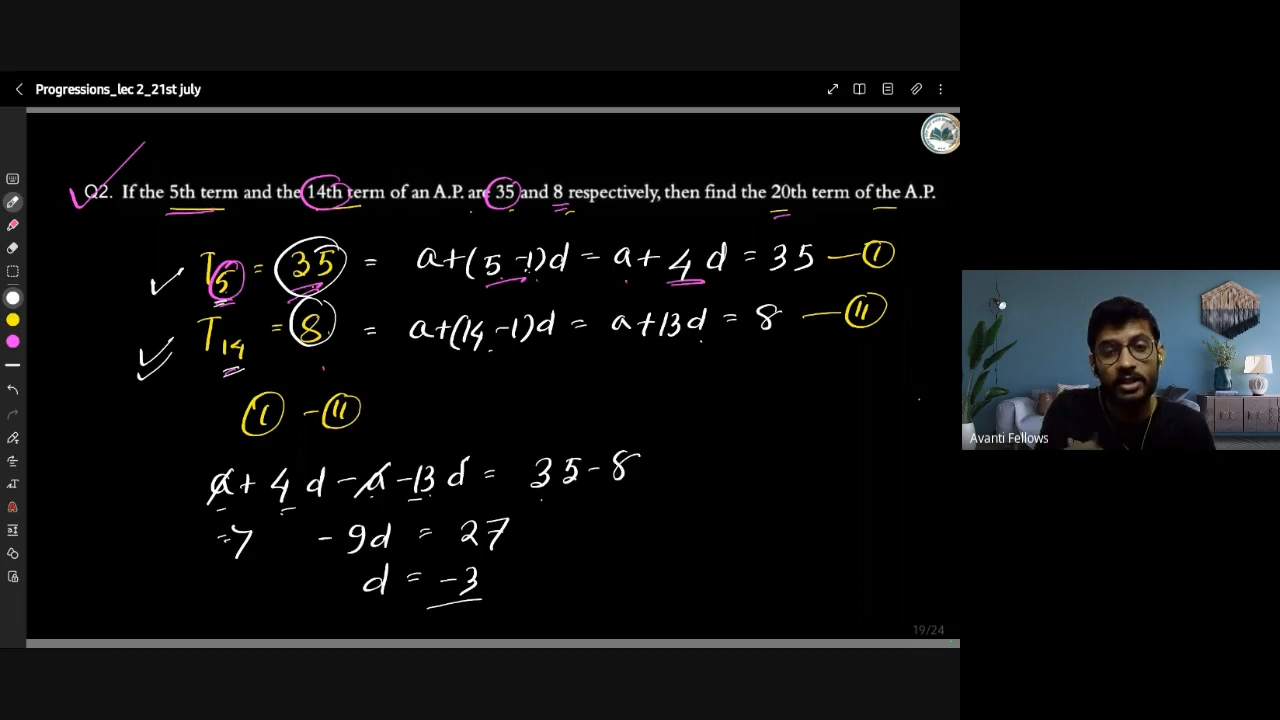 Progressions_lec 2_21st july
Q2. If the 5th term and the 14th term of an A.P. are 35 and 8 respectively, then find the 20th term of the A.P.
T5 = 35 = a+(5-1)d = a+4d = 35 — (I)
T14 = 8 = a+(14-1)d = a+13d = 8 — (II)
(I) - (II)
a+4d-a-13d = 35-8
=> -9d = 27
d = -3
Avanti Fellows
19/24